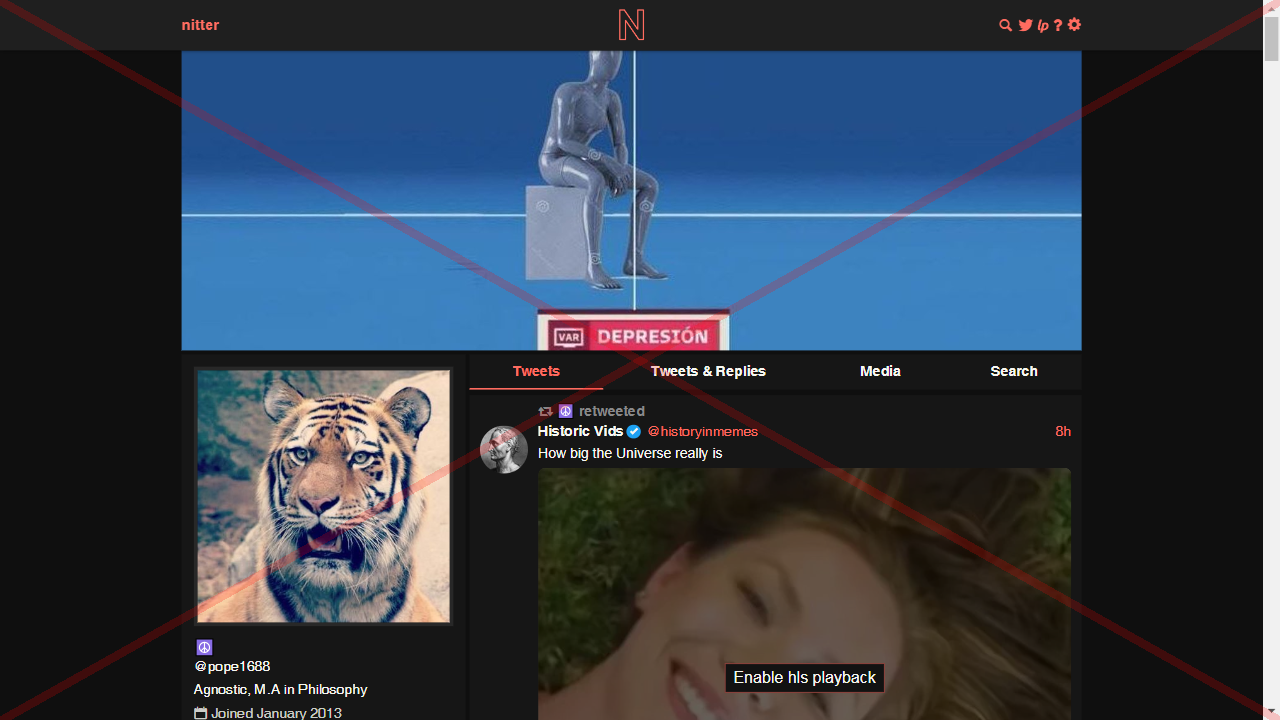 nitter
N
lp ?
VAR DEPRESIÓN
Tweets Tweets & Replies Media Search
☮ retweeted
Historic Vids @historyinmemes 8h
How big the Universe really is
Enable hls playback
☮
@pope1688
Agnostic, M.A in Philosophy
Joined January 2013